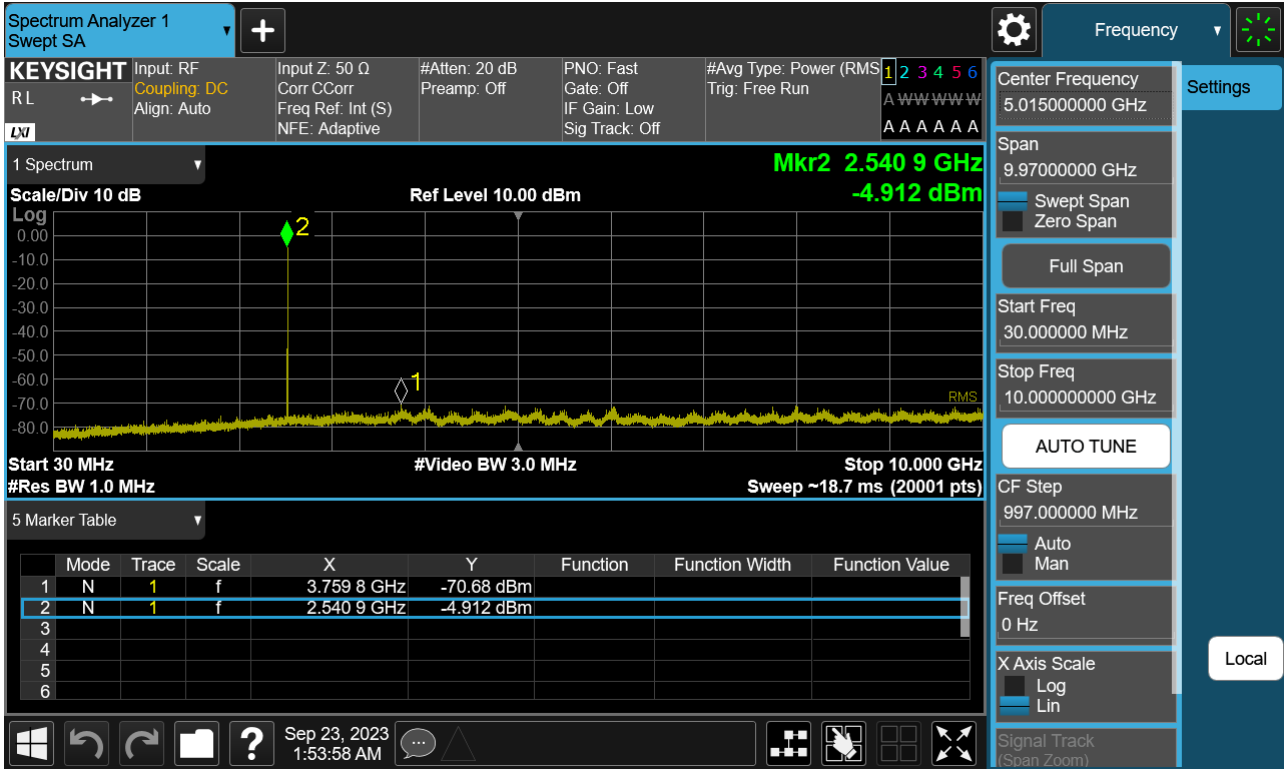 Spectrum Analyzer 1
Swept SA
Frequency
KEYSIGHT
R L
LXI
Input: RF
Coupling: DC
Align: Auto
Input Z: 50 Ω
Corr CCorr
Freq Ref: Int (S)
NFE: Adaptive
#Atten: 20 dB
Preamp: Off
PNO: Fast
Gate: Off
IF Gain: Low
Sig Track: Off
#Avg Type: Power (RMS
Trig: Free Run
1 2 3 4 5 6
A W W W W W
A A A A A A
1 Spectrum
Scale/Div 10 dB
Ref Level 10.00 dBm
Mkr2 2.540 9 GHz
-4.912 dBm
Log
0.00
-10.0
-20.0
-30.0
-40.0
-50.0
-60.0
-70.0
-80.0
2
1
RMS
Start 30 MHz
#Video BW 3.0 MHz
Stop 10.000 GHz
#Res BW 1.0 MHz
Sweep ~18.7 ms (20001 pts)
5 Marker Table
Mode Trace Scale X Y Function Function Width Function Value
1 N 1 f 3.759 8 GHz -70.68 dBm
2 N 1 f 2.540 9 GHz -4.912 dBm
3
4
5
6
Sep 23, 2023
1:53:58 AM
?
Center Frequency
5.015000000 GHz
Span
9.97000000 GHz
Swept Span
Zero Span
Full Span
Start Freq
30.000000 MHz
Stop Freq
10.000000000 GHz
AUTO TUNE
CF Step
997.000000 MHz
Auto
Man
Freq Offset
0 Hz
X Axis Scale
Log
Lin
Signal Track
(Span Zoom)
Settings
Local